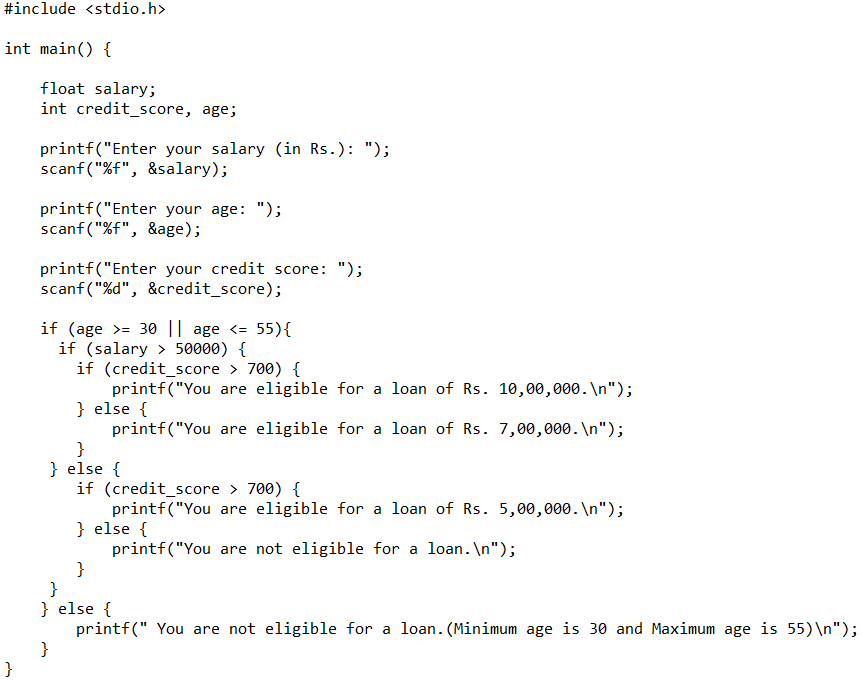 #include <stdio.h>

int main() {

    float salary;
    int credit_score, age;

    printf("Enter your salary (in Rs.): ");
    scanf("%f", &salary);

    printf("Enter your age: ");
    scanf("%f", &age);

    printf("Enter your credit score: ");
    scanf("%d", &credit_score);

    if (age >= 30 || age <= 55){
      if (salary > 50000) {
        if (credit_score > 700) {
            printf("You are eligible for a loan of Rs. 10,00,000.\n");
        } else {
            printf("You are eligible for a loan of Rs. 7,00,000.\n");
        }
     } else {
        if (credit_score > 700) {
            printf("You are eligible for a loan of Rs. 5,00,000.\n");
        } else {
            printf("You are not eligible for a loan.\n");
        }
     }
    } else {
        printf(" You are not eligible for a loan.(Minimum age is 30 and Maximum age is 55)\n");
    }
}